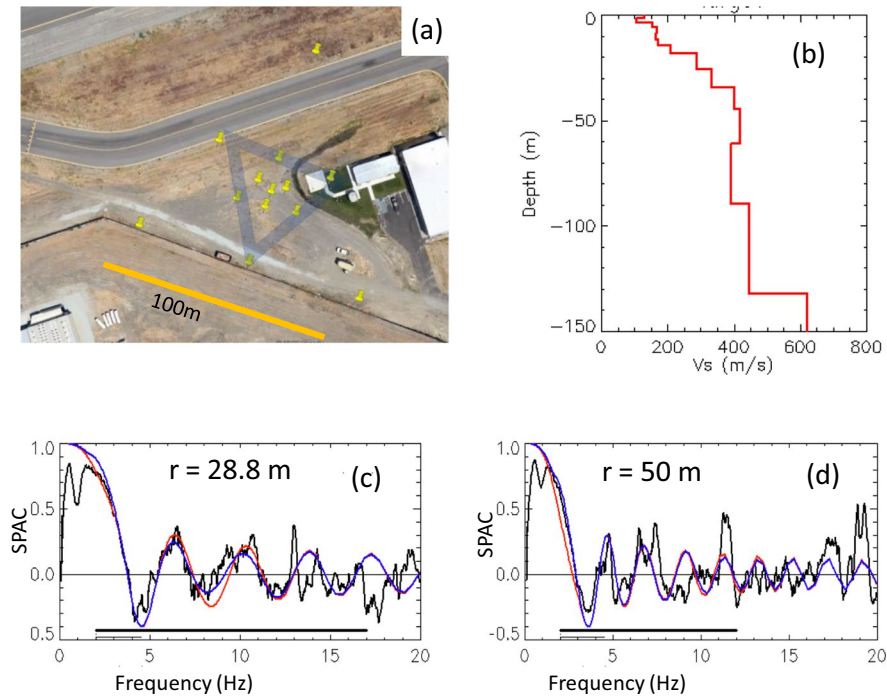 (a)
100m
(b)
0
−50
−100
−150
Depth (m)
0 200 400 600 800
Vs (m/s)
r = 28.8 m
(c)
1.0
0.5
0.0
0.5
SPAC
0 5 10 15 20
Frequency (Hz)
r = 50 m
(d)
1.0
0.5
0.0
-0.5
SPAC
0 5 10 15 20
Frequency (Hz)